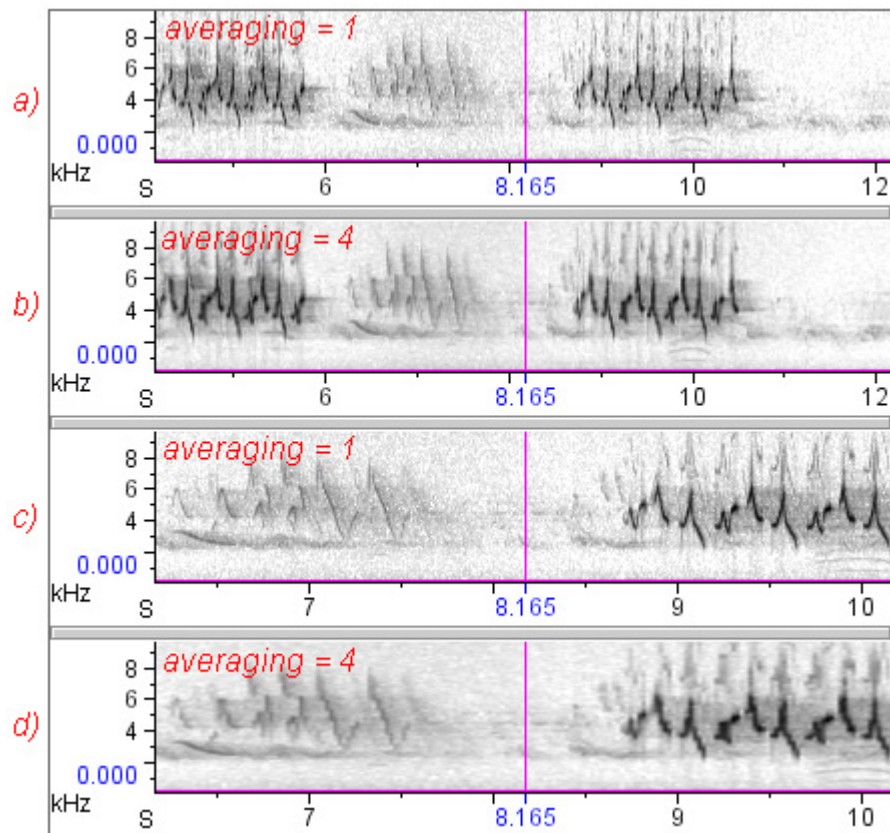 averaging = 1
8
6
a)
4
0.000
kHz
S 6 8.165 10 12
averaging = 4
8
6
b)
4
0.000
kHz
S 6 8.165 10 12
averaging = 1
8
6
c)
4
0.000
kHz
S 7 8.165 9 10
averaging = 4
8
6
d)
4
0.000
kHz
S 7 8.165 9 10